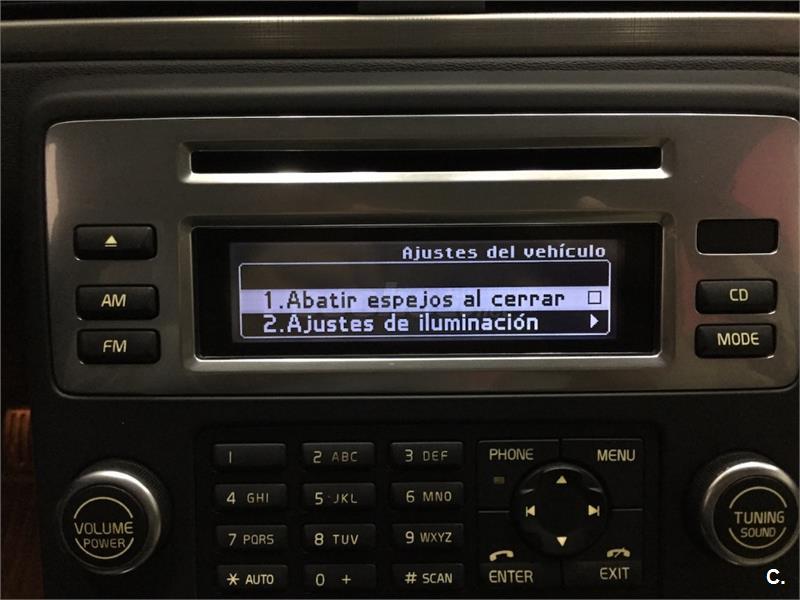 Ajustes del vehículo
1.Abatir espejos al cerrar
2.Ajustes de iluminación
AM
FM
CD
MODE
1
2 ABC
3 DEF
PHONE
MENU
4 GHI
5 JKL
6 MNO
7 PQRS
8 TUV
9 WXYZ
* AUTO
0 +
# SCAN
ENTER
EXIT
VOLUME
POWER
TUNING
SOUND
C.